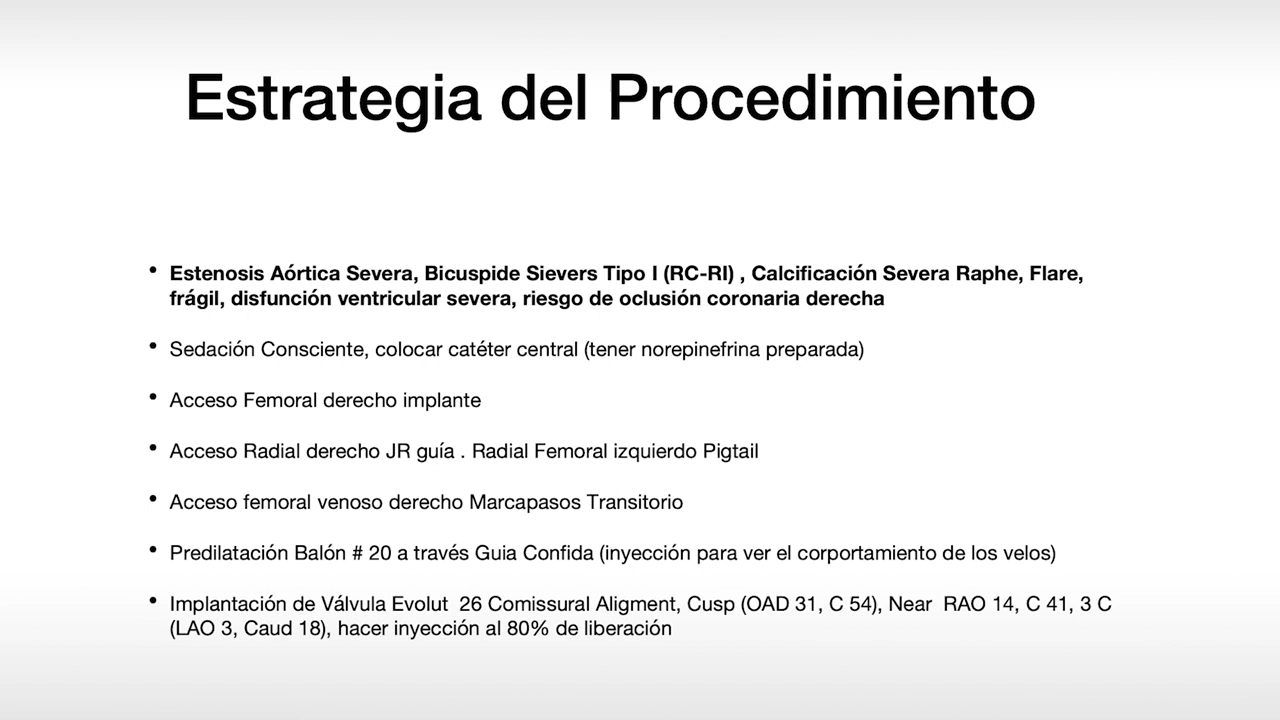 Estrategia del Procedimiento
• Estenosis Aórtica Severa, Bicuspide Sievers Tipo I (RC-RI) , Calcificación Severa Raphe, Flare,
frágil, disfunción ventricular severa, riesgo de oclusión coronaria derecha
• Sedación Consciente, colocar catéter central (tener norepinefrina preparada)
• Acceso Femoral derecho implante
• Acceso Radial derecho JR guía . Radial Femoral izquierdo Pigtail
• Acceso femoral venoso derecho Marcapasos Transitorio
• Predilatación Balón # 20 a través Guia Confida (inyección para ver el corportamiento de los velos)
• Implantación de Válvula Evolut 26 Comissural Aligment, Cusp (OAD 31, C 54), Near RAO 14, C 41, 3 C
(LAO 3, Caud 18), hacer inyección al 80% de liberación